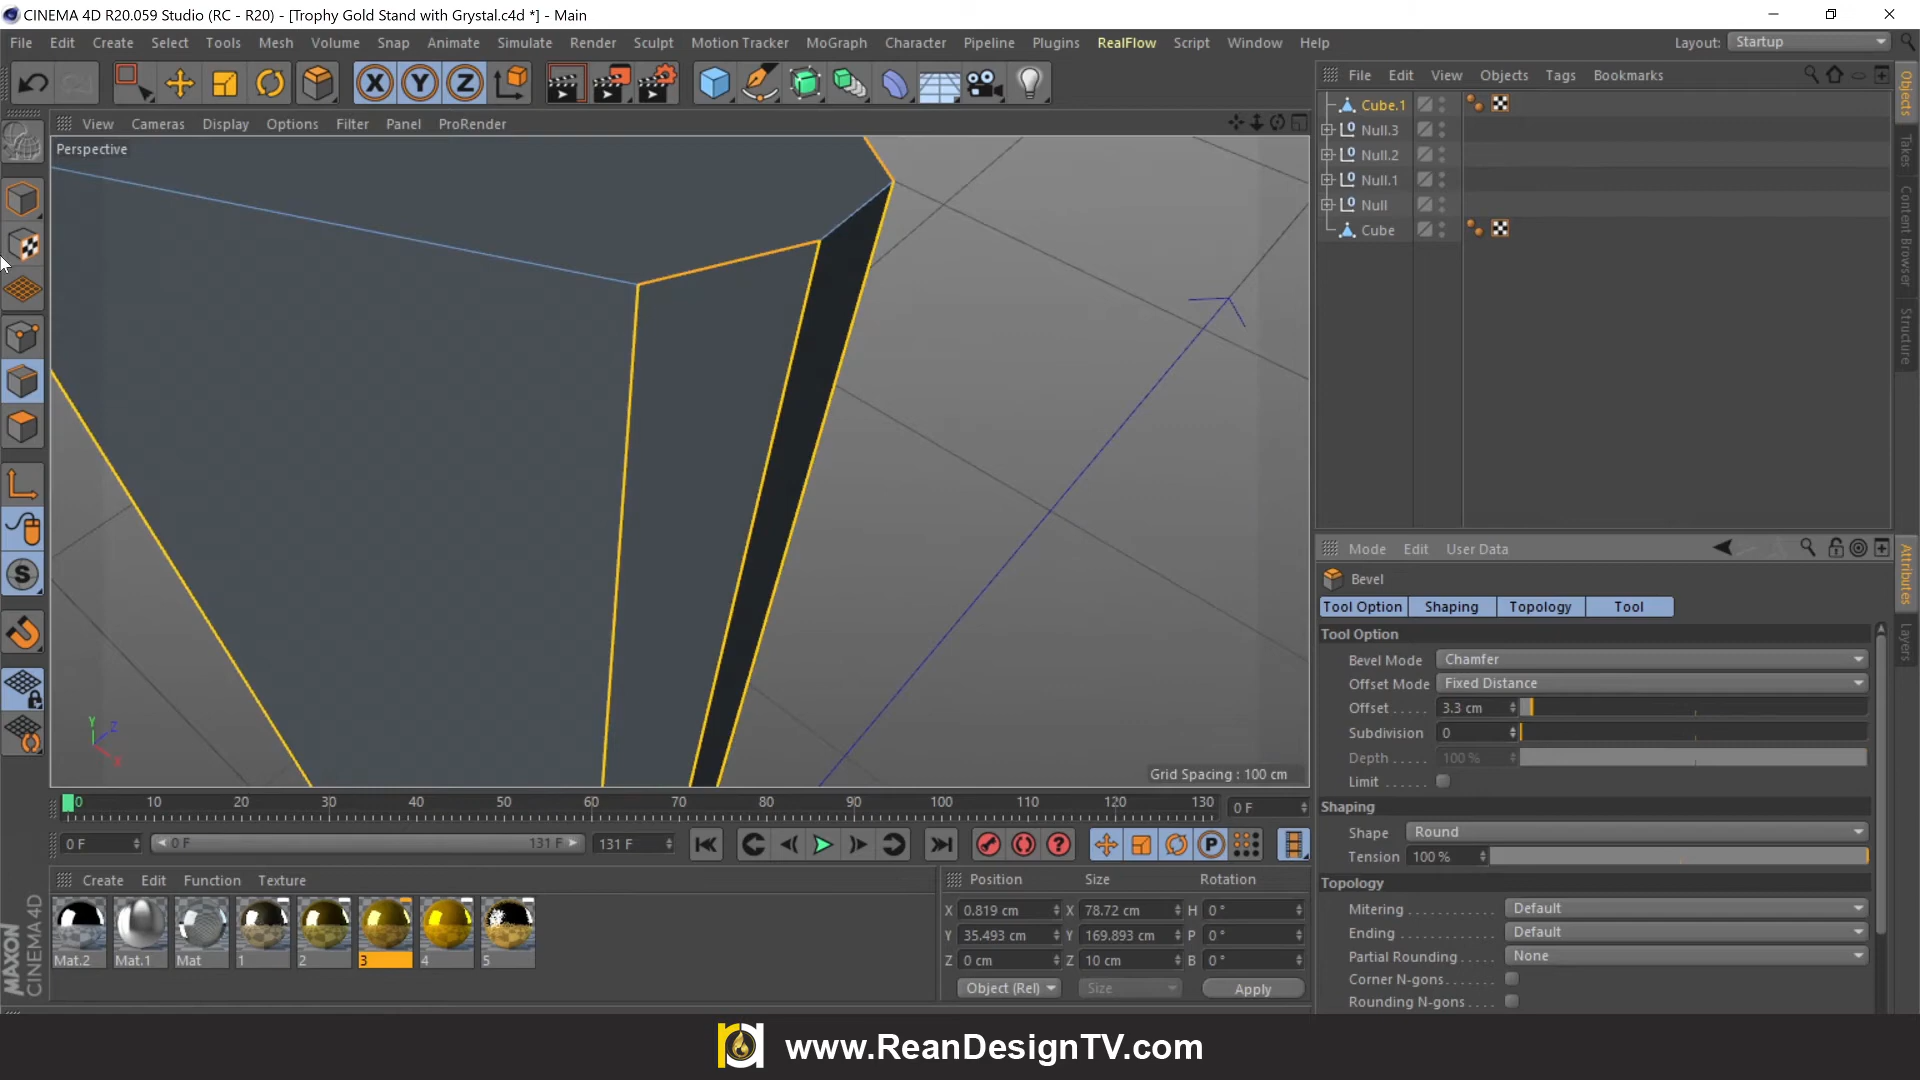 CINEMA 4D R20.059 Studio (RC - R20) - [Trophy Gold Stand with Grystal.c4d *] - Main
File Edit Create Select Tools Mesh Volume Snap Animate Simulate Render Sculpt Motion Tracker MoGraph Character Pipeline Plugins RealFlow Script Window Help
Layout: Startup
X Y Z
File Edit View Objects Tags Bookmarks
View Cameras Display Options Filter Panel ProRender
Perspective
Cube.1
Null.3
Null.2
Null.1
Null
Cube
Objects
Takes
Content Browser
Structure
Mode Edit User Data
Bevel
Tool Option Shaping Topology Tool
Tool Option
Bevel Mode Chamfer
Offset Mode Fixed Distance
Offset . . . . . 3.3 cm
Subdivision 0
Depth . . . . . 100 %
Limit . . . . . .
Shaping
Shape Round
Tension 100 %
Topology
Mitering . . . . . . . . . . . . Default
Ending . . . . . . . . . . . . . Default
Partial Rounding . . . . . None
Corner N-gons. . . . . . .
Rounding N-gons . . . .
Attributes
Layers
Y Z X
Grid Spacing : 100 cm
0 10 20 30 40 50 60 70 80 90 100 110 120 130 0 F
0 F 0 F 131 F 131 F
Create Edit Function Texture
Mat.2 Mat.1 Mat 1 2 3 4 5
Position Size Rotation
X 0.819 cm X 78.72 cm H 0 °
Y 35.493 cm Y 169.893 cm P 0 °
Z 0 cm Z 10 cm B 0 °
Object (Rel) Size Apply
MAXON
CINEMA 4D
www.ReanDesignTV.com